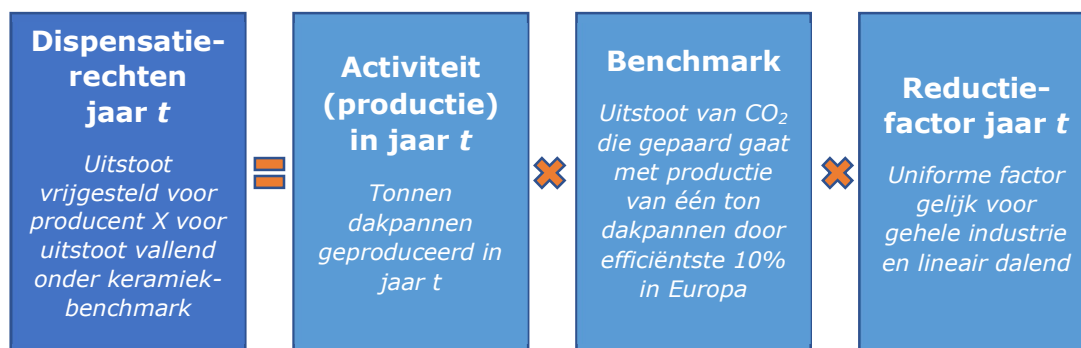 Dispensatie-
rechten
jaar t
Uitstoot
vrijgesteld voor
producent X voor
uitstoot vallend
onder keramiek-
benchmark
Activiteit
(productie)
in jaar t
Tonnen
dakpannen
geproduceerd in
jaar t
Benchmark
Uitstoot van CO₂
die gepaard gaat
met productie
van één ton
dakpannen door
efficiëntste 10%
in Europa
Reductie-
factor jaar t
Uniforme factor
gelijk voor
gehele industrie
en lineair dalend